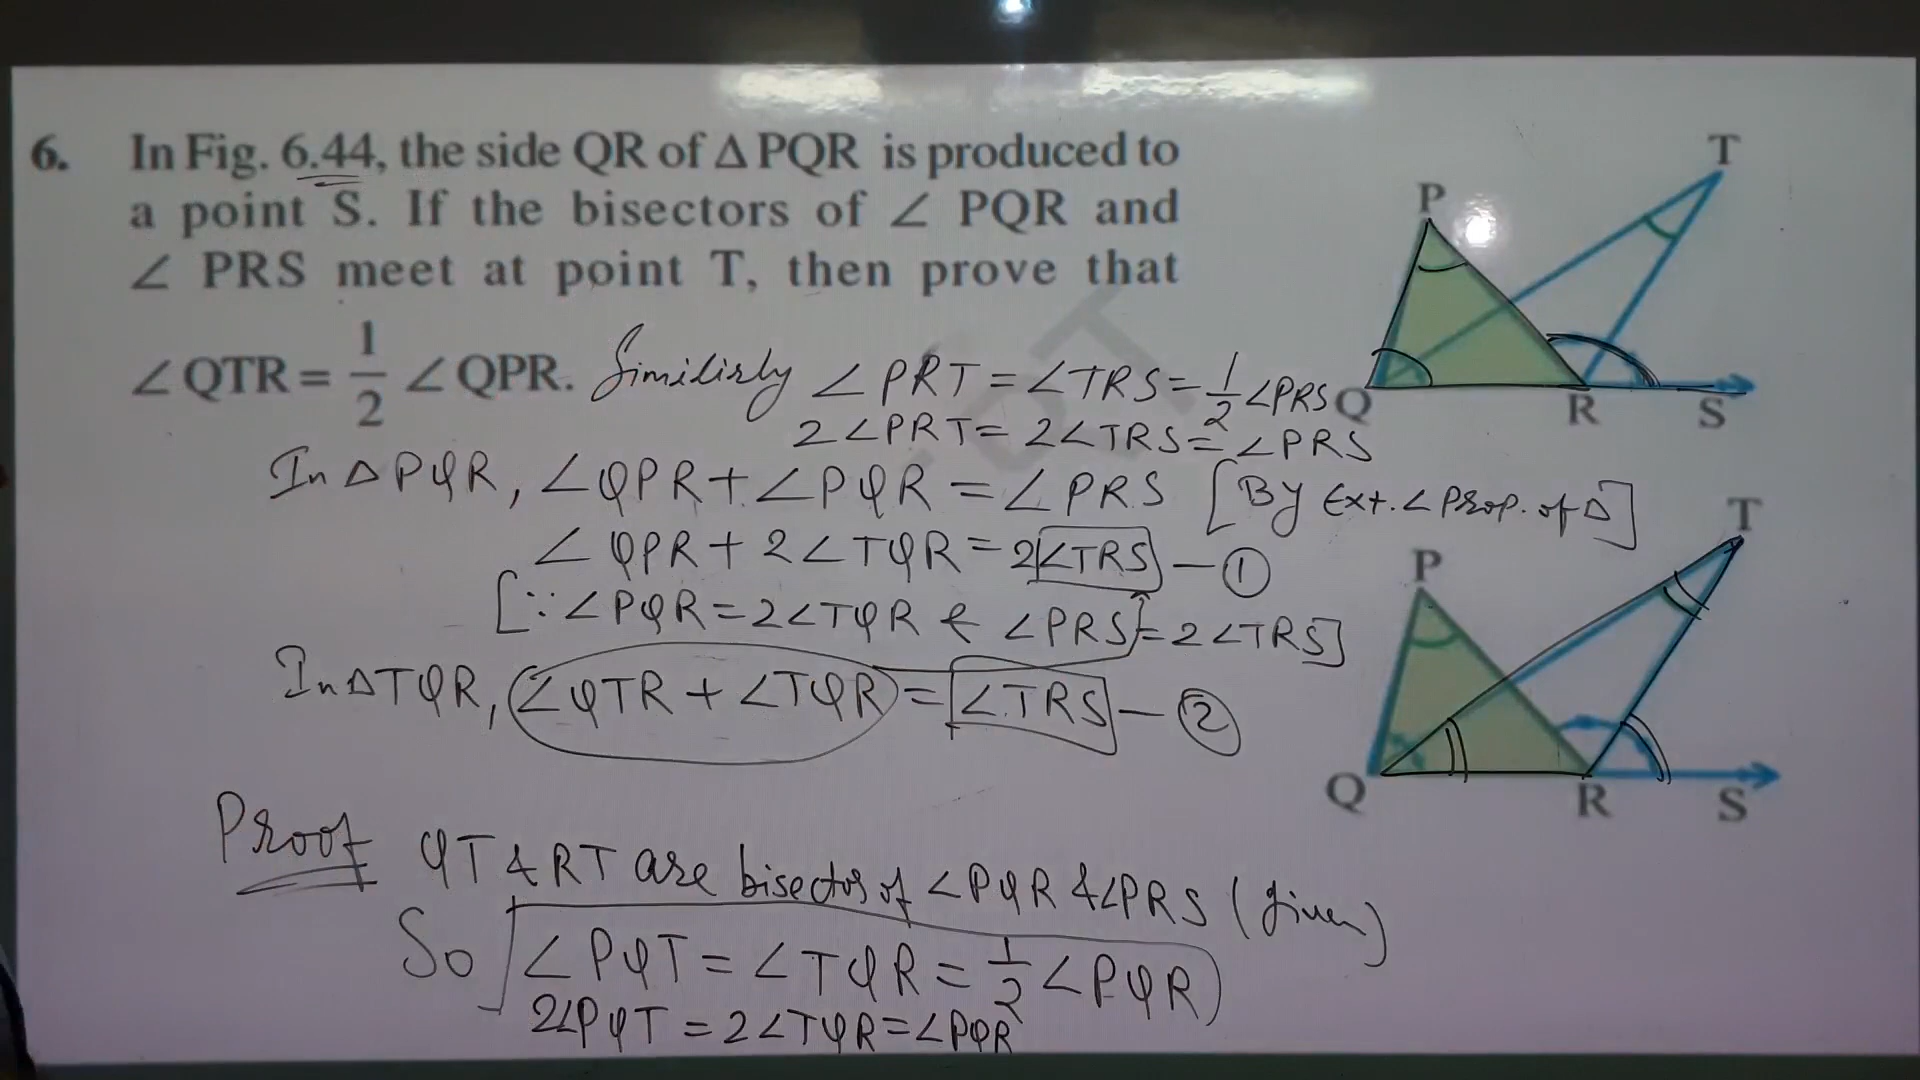 6. In Fig. 6.44, the side QR of Δ PQR is produced to
a point S. If the bisectors of ∠ PQR and
∠ PRS meet at point T, then prove that
∠ QTR = 1/2 ∠ QPR.
Similirly ∠PRT = ∠TRS = 1/2 ∠PRS
2∠PRT = 2∠TRS = ∠PRS
In ΔPQR, ∠QPR + ∠PQR = ∠PRS [By Ext. ∠ Prop. of Δ]
∠QPR + 2∠TQR = 2∠TRS — ①
[∵ ∠PQR = 2∠TQR & ∠PRS = 2∠TRS]
In ΔTQR, ∠QTR + ∠TQR = ∠TRS — ②
Proof QT & RT are bisector of ∠PQR & ∠PRS (given)
So ∠PQT = ∠TQR = 1/2 ∠PQR
2∠PQT = 2∠TQR = ∠PQR
T
P
Q
R
S
T
P
Q
R
S